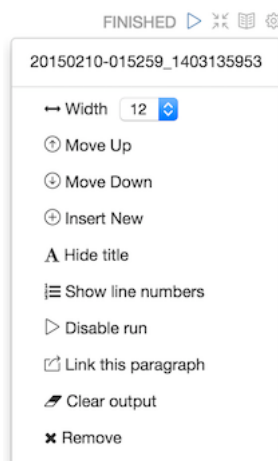 FINISHED
20150210-015259_1403135953
Width 12
Move Up
Move Down
Insert New
A Hide title
Show line numbers
Disable run
Link this paragraph
Clear output
Remove